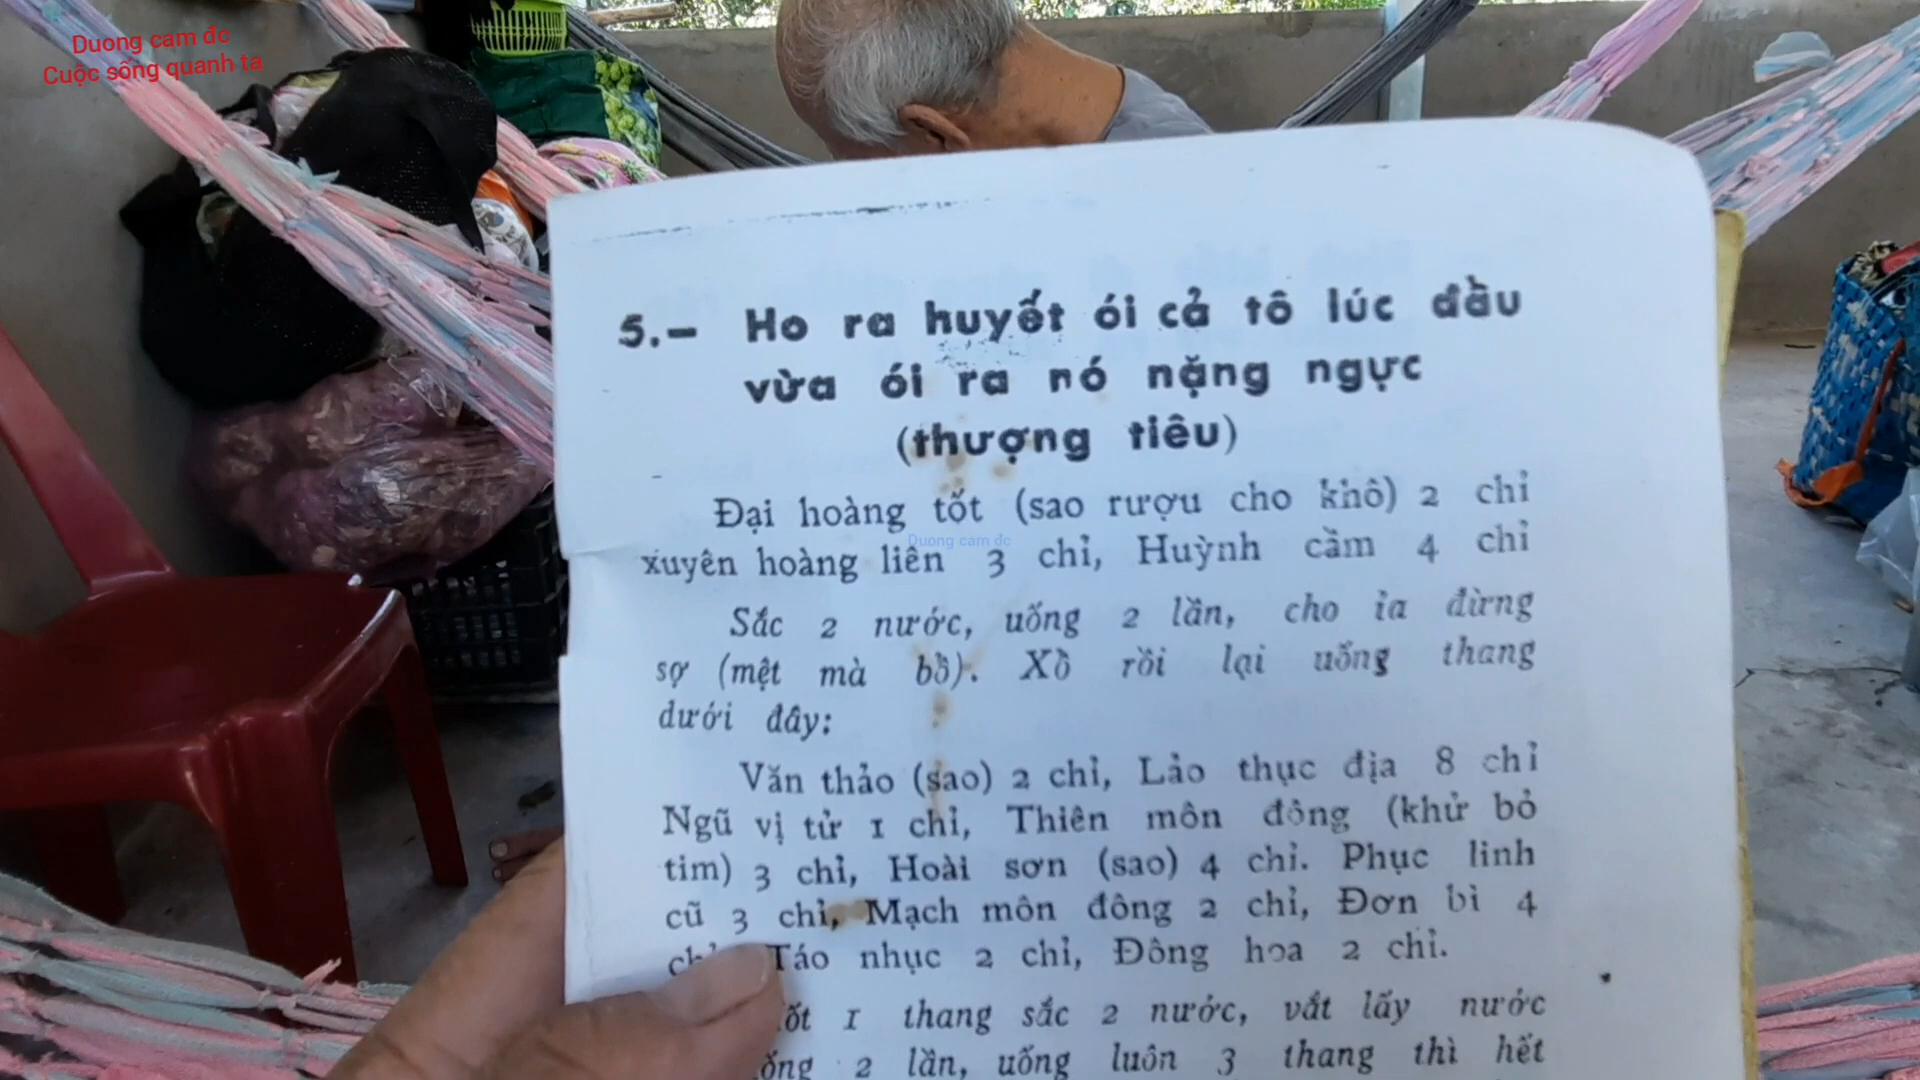 Duong cam đc
Cuộc sống quanh ta
5.— Ho ra huyết ói cả tô lúc đầu
vừa ói ra nó nặng ngực
(thượng tiêu)
Đại hoàng tốt (sao rượu cho khô) 2 chỉ
Duong cam đc
xuyên hoàng liên 3 chỉ, Huỳnh cầm 4 chỉ
Sắc 2 nước, uống 2 lần, cho ỉa đừng
sợ (mệt mà bồ). Xồ rồi lại uống thang
dưới đây:
Văn thảo (sao) 2 chỉ, Lảo thục địa 8 chỉ
Ngũ vị tử 1 chỉ, Thiên môn đông (khử bỏ
tim) 3 chỉ, Hoài sơn (sao) 4 chỉ. Phục linh
cũ 3 chỉ, Mạch môn đông 2 chỉ, Đơn bì 4
Táo nhục 2 chỉ, Đông hoa 2 chỉ.
1 thang sắc 2 nước, vắt lấy nước
2 lần, uống luôn 3 thang thì hết